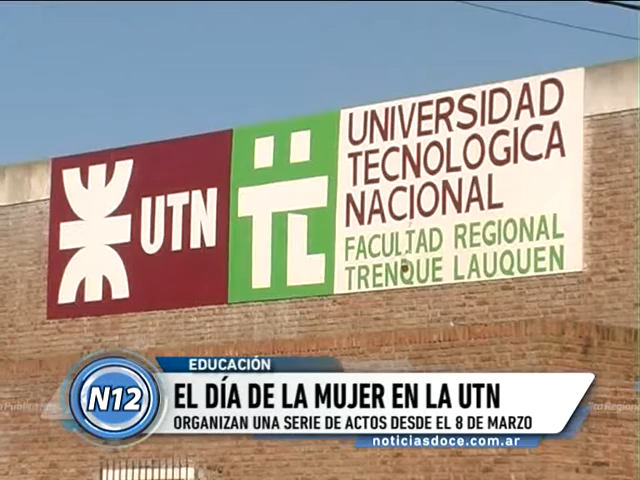 UTN
UNIVERSIDAD
TECNOLÓGICA
NACIONAL
FACULTAD REGIONAL
TRENQUE LAUQUEN
EDUCACIÓN
N12
EL DÍA DE LA MUJER EN LA UTN
ORGANIZAN UNA SERIE DE ACTOS DESDE EL 8 DE MARZO
noticiasdoce.com.ar